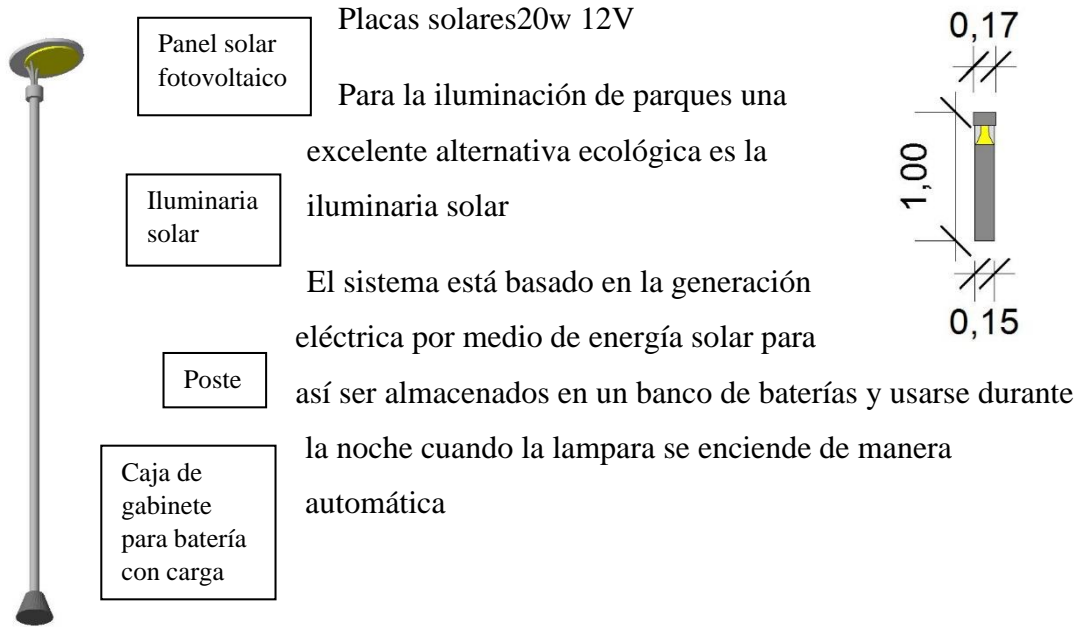 Placas solares20w 12V
Panel solar
fotovoltaico
Para la iluminación de parques una
excelente alternativa ecológica es la
iluminaria solar
Iluminaria
solar
El sistema está basado en la generación
eléctrica por medio de energía solar para
así ser almacenados en un banco de baterías y usarse durante
la noche cuando la lampara se enciende de manera
automática
Poste
Caja de
gabinete
para batería
con carga
0,17
1,00
0,15